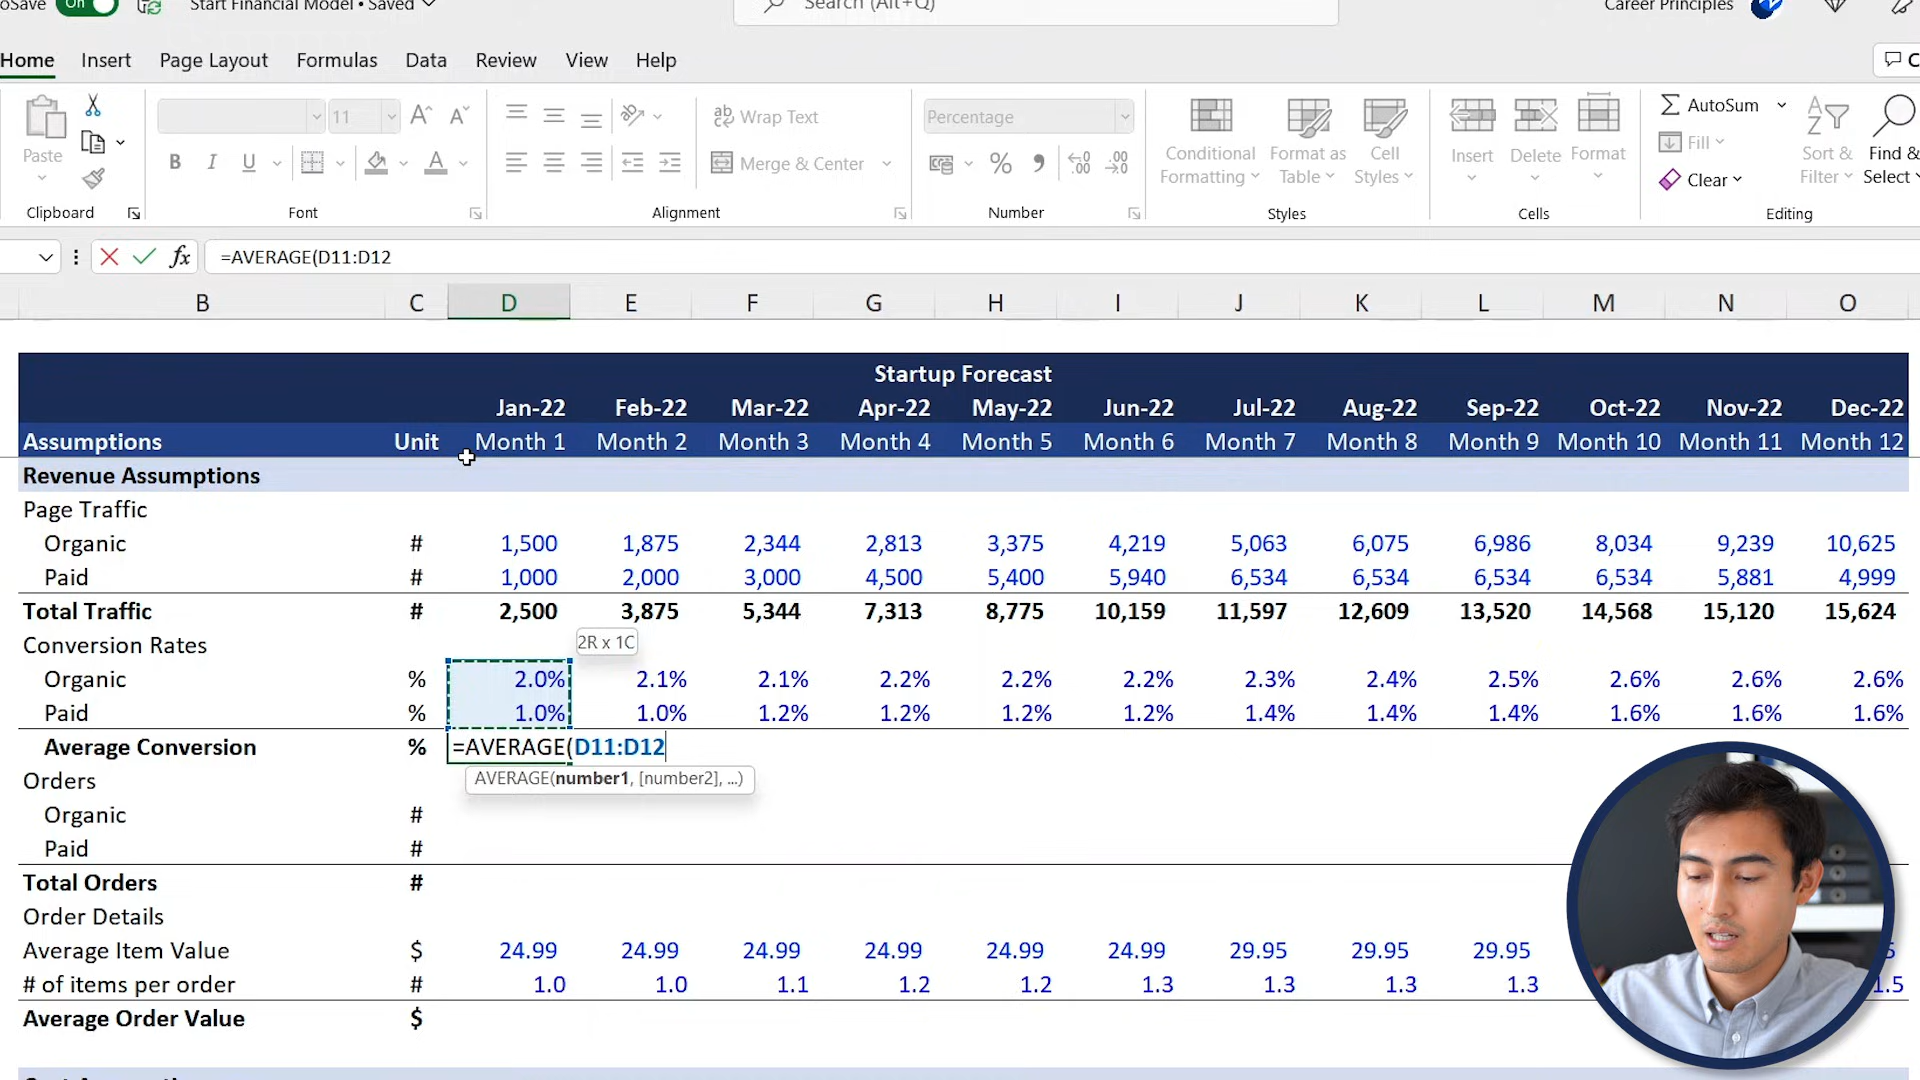 oSave On Start Financial Model • Saved Search (Alt+Q) Career Principles
Home Insert Page Layout Formulas Data Review View Help C
Paste 11 Wrap Text Percentage Conditional Formatting Format as Table Cell Styles Insert Delete Format AutoSum Sort & Filter Find & Select
B I U A Merge & Center % Fill Clear
Clipboard Font Alignment Number Styles Cells Editing
fx =AVERAGE(D11:D12
B C D E F G H I J K L M N O
Startup Forecast
Jan-22 Feb-22 Mar-22 Apr-22 May-22 Jun-22 Jul-22 Aug-22 Sep-22 Oct-22 Nov-22 Dec-22
Assumptions Unit Month 1 Month 2 Month 3 Month 4 Month 5 Month 6 Month 7 Month 8 Month 9 Month 10 Month 11 Month 12
Revenue Assumptions
Page Traffic
Organic # 1,500 1,875 2,344 2,813 3,375 4,219 5,063 6,075 6,986 8,034 9,239 10,625
Paid # 1,000 2,000 3,000 4,500 5,400 5,940 6,534 6,534 6,534 6,534 5,881 4,999
Total Traffic # 2,500 3,875 5,344 7,313 8,775 10,159 11,597 12,609 13,520 14,568 15,120 15,624
Conversion Rates 2R x 1C
Organic % 2.0% 2.1% 2.1% 2.2% 2.2% 2.2% 2.3% 2.4% 2.5% 2.6% 2.6% 2.6%
Paid % 1.0% 1.0% 1.2% 1.2% 1.2% 1.2% 1.4% 1.4% 1.4% 1.6% 1.6% 1.6%
Average Conversion % =AVERAGE(D11:D12
Orders AVERAGE(number1, [number2], ...)
Organic #
Paid #
Total Orders #
Order Details
Average Item Value $ 24.99 24.99 24.99 24.99 24.99 24.99 29.95 29.95 29.95
# of items per order # 1.0 1.0 1.1 1.2 1.2 1.3 1.3 1.3 1.3 1.5
Average Order Value $